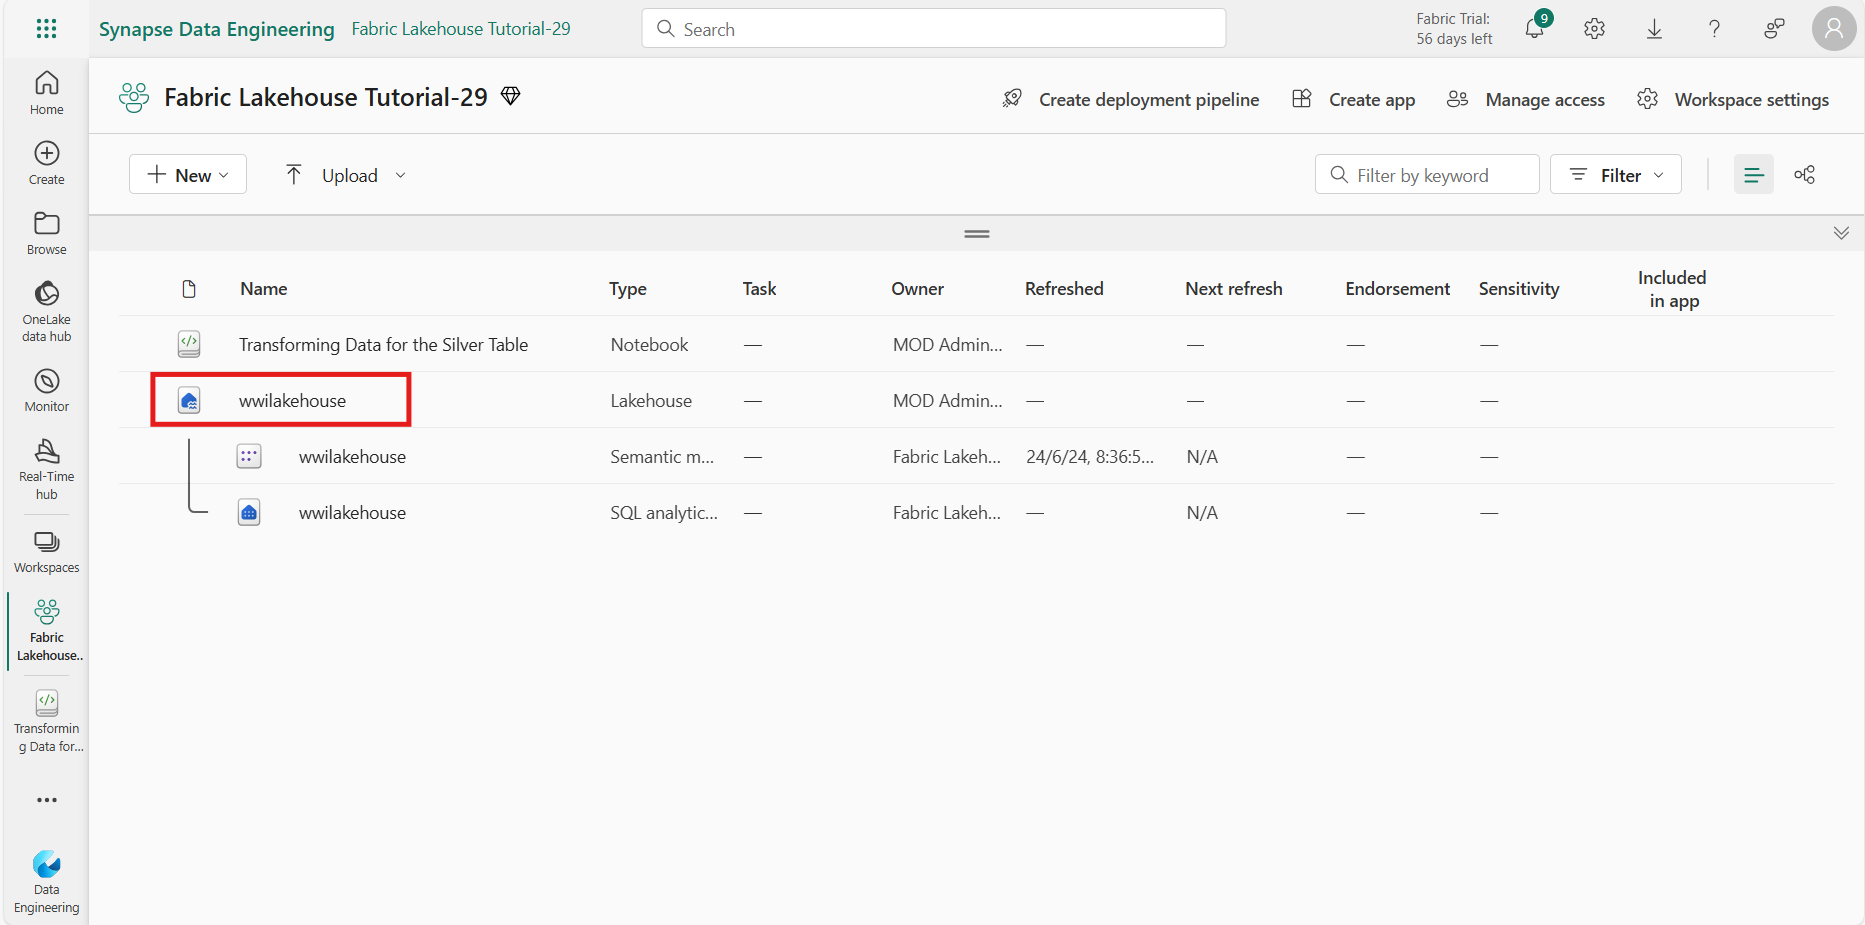 Synapse Data Engineering Fabric Lakehouse Tutorial-29 Search Fabric Trial: 9
56 days left
Home
Create
Browse
OneLake
data hub
Monitor
Real-Time
hub
Workspaces
Fabric
Lakehouse..
Transformin
g Data for...
Data
Engineering
Fabric Lakehouse Tutorial-29 Create deployment pipeline Create app Manage access Workspace settings
New Upload Filter by keyword Filter
Name Type Task Owner Refreshed Next refresh Endorsement Sensitivity Included
in app
Transforming Data for the Silver Table Notebook — MOD Admin... — — — —
wwilakehouse Lakehouse — MOD Admin... — — — —
wwilakehouse Semantic m... — Fabric Lakeh... 24/6/24, 8:36:5... N/A — —
wwilakehouse SQL analytic... — Fabric Lakeh... — N/A — —